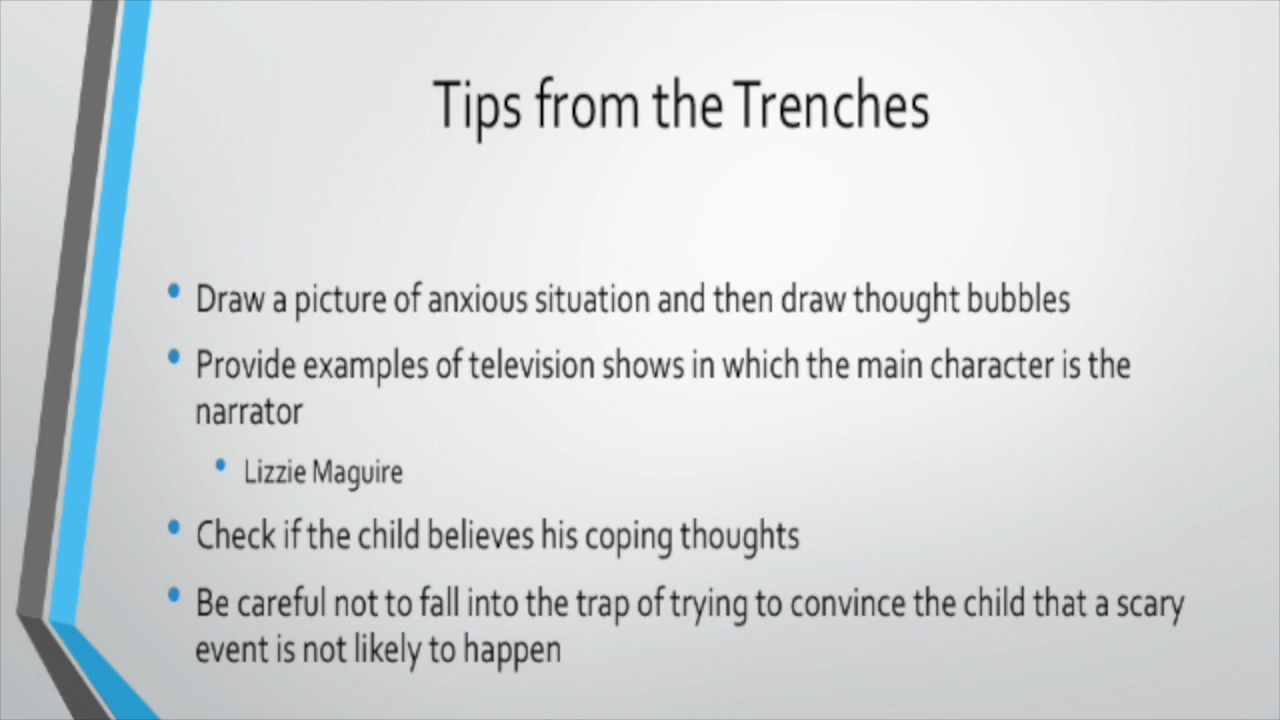 Tips from the Trenches
• Draw a picture of anxious situation and then draw thought bubbles
• Provide examples of television shows in which the main character is the
narrator
• Lizzie Maguire
• Check if the child believes his coping thoughts
• Be careful not to fall into the trap of trying to convince the child that a scary
event is not likely to happen